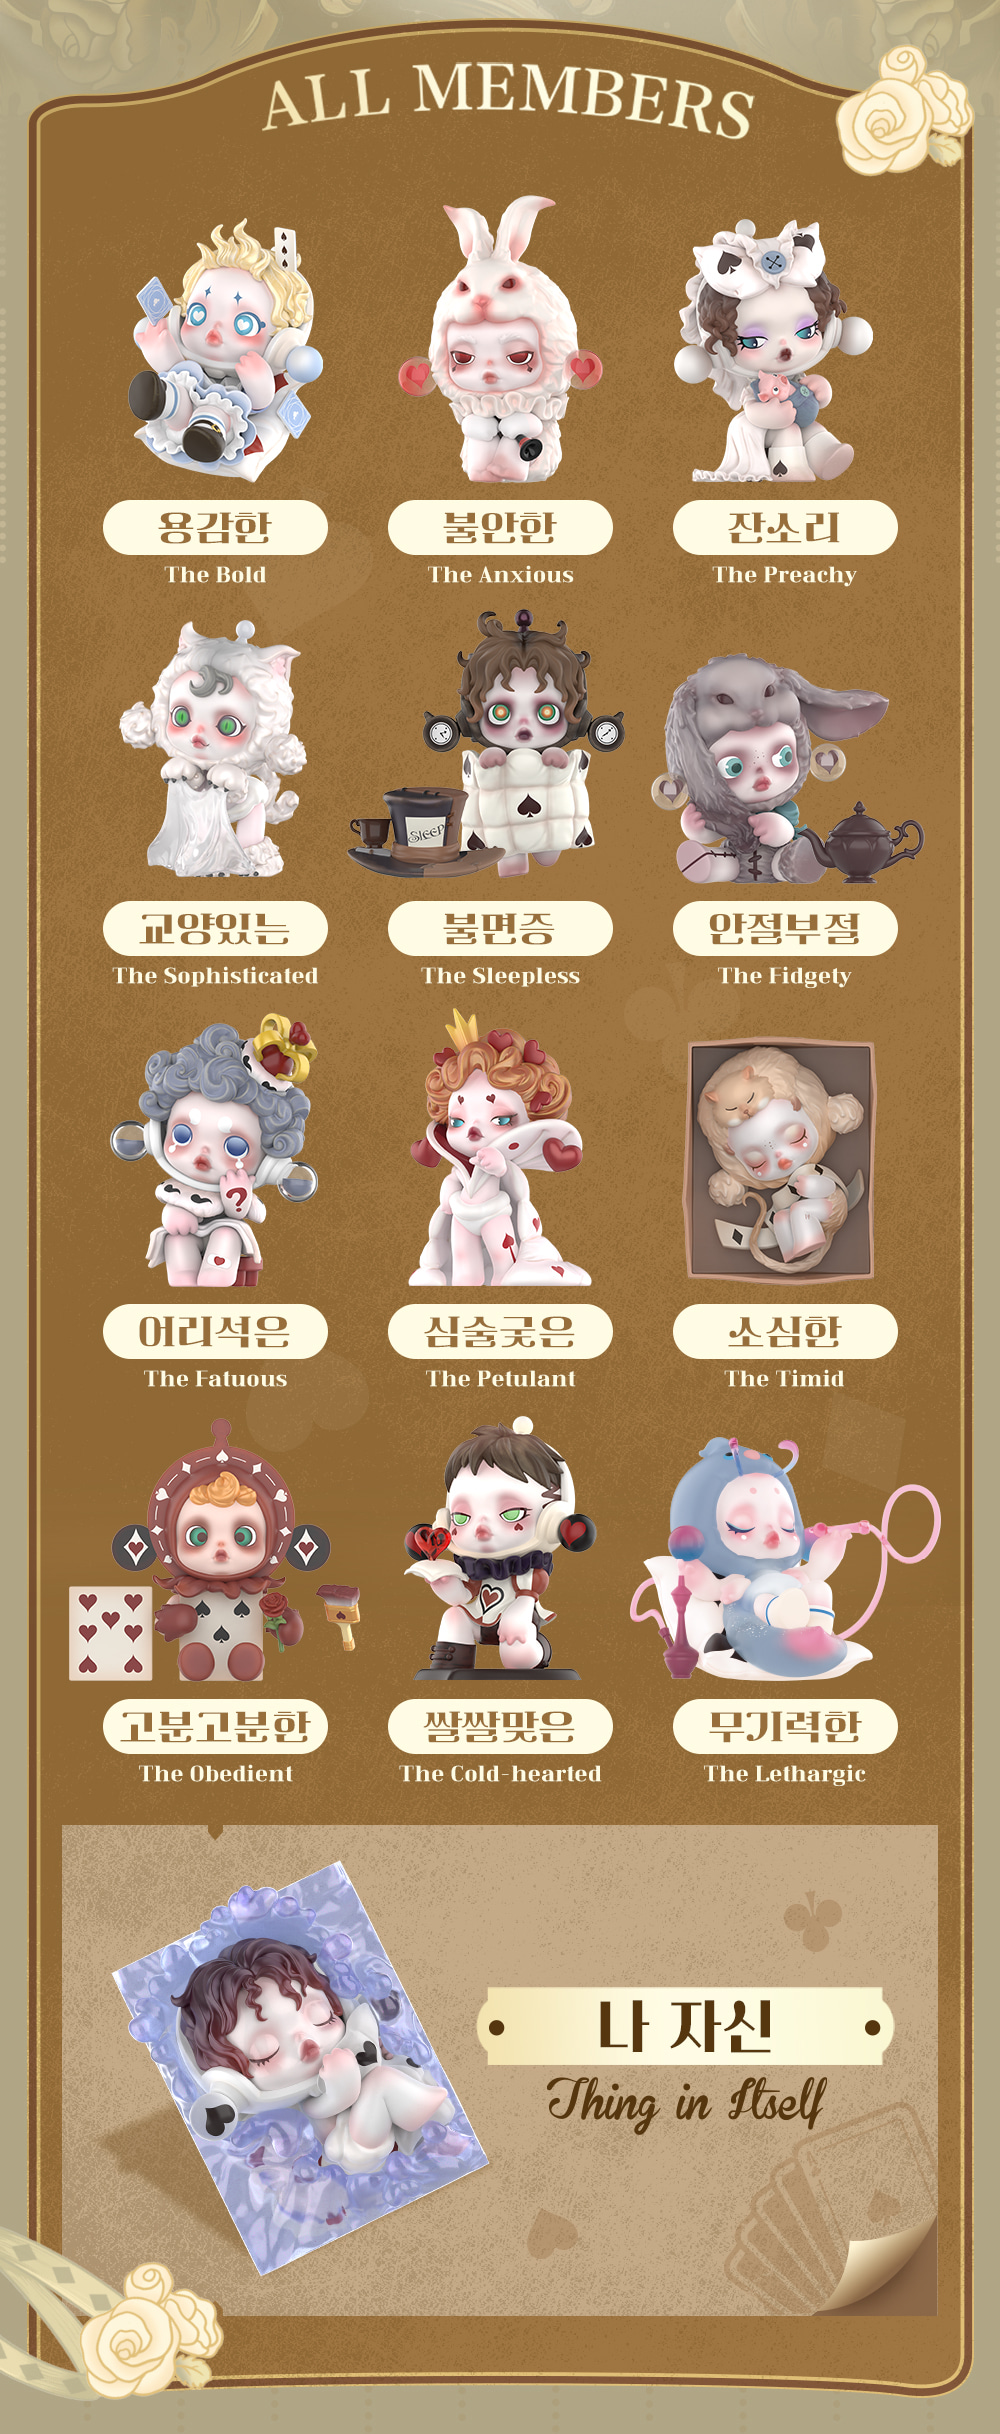 ALL MEMBERS
용감한
The Bold
불안한
The Anxious
잔소리
The Preachy
교양있는
The Sophisticated
SLEEP
불면증
The Sleepless
안절부절
The Fidgety
?
어리석은
The Fatuous
심술궂은
The Petulant
소심한
The Timid
고분고분한
The Obedient
쌀쌀맞은
The Cold-hearted
무기력한
The Lethargic
나 자신
Thing in Itself